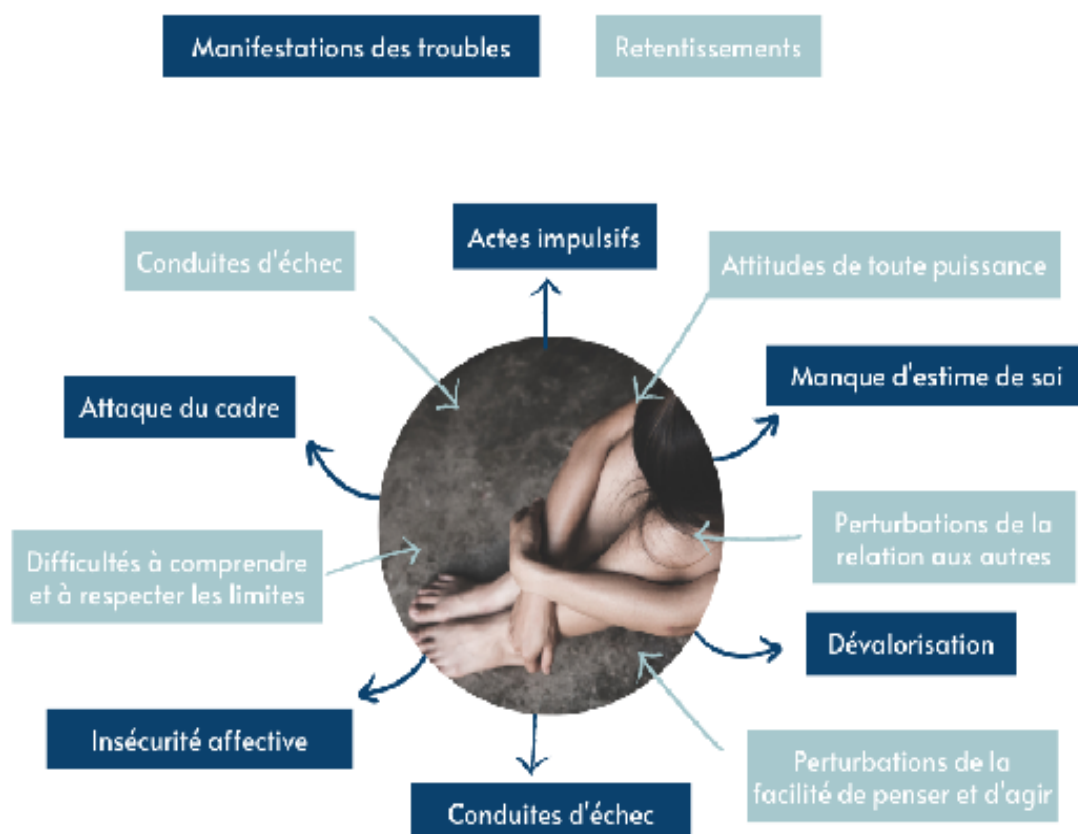 Manifestations des troubles
Retentissements
Actes impulsifs
Conduites d'échec
Attitudes de toute puissance
Manque d'estime de soi
Attaque du cadre
Perturbations de la
relation aux autres
Difficultés à comprendre
et à respecter les limites
Dévalorisation
Insécurité affective
Perturbations de la
facilité de penser et d'agir
Conduites d'échec